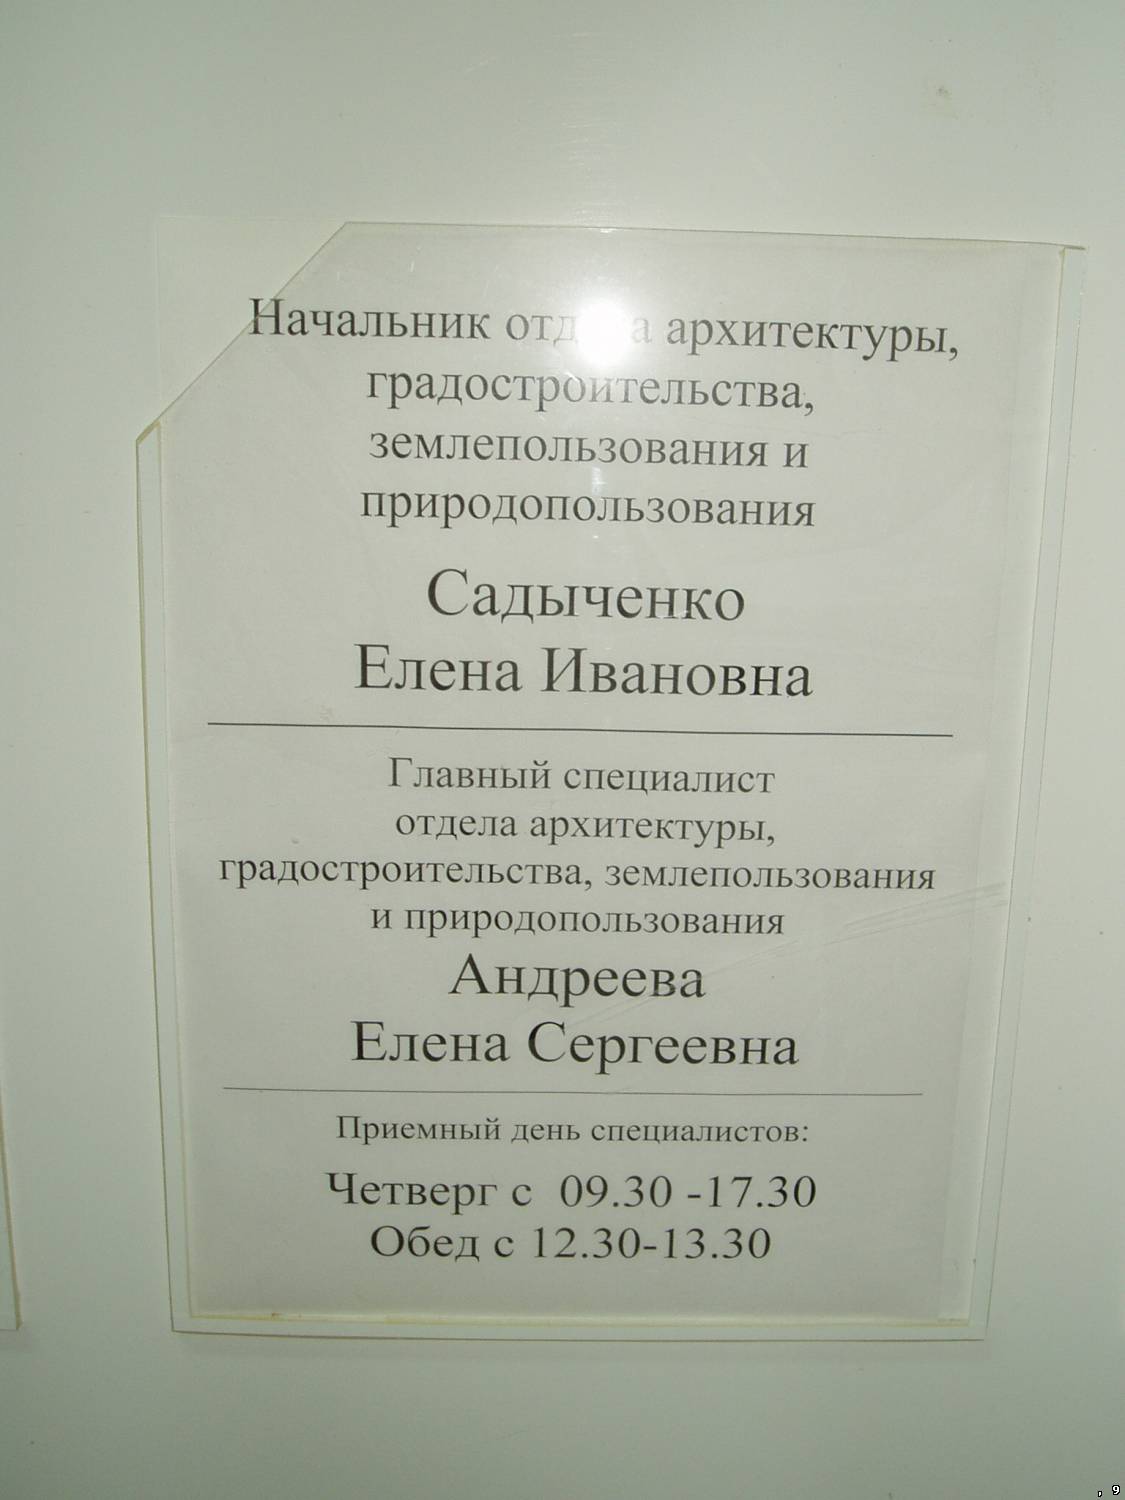 Начальник отдела архитектуры,
градостроительства,
землепользования и
природопользования
Садыченко
Елена Ивановна
Главный специалист
отдела архитектуры,
градостроительства, землепользования
и природопользования
Андреева
Елена Сергеевна
Приемный день специалистов:
Четверг с 09.30 -17.30
Обед с 12.30-13.30
, 9